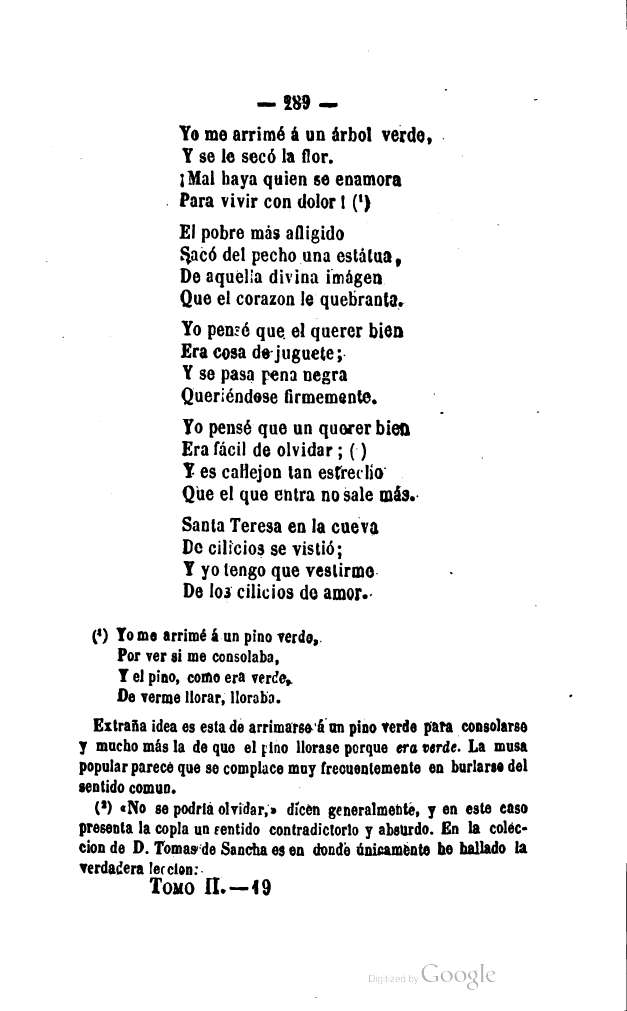 — 289 —
Yo me arrimé á un árbol verde,
Y se le secó la flor.
¡Mal haya quien se enamora
Para vivir con dolor! (¹)
El pobre más afligido
Sacó del pecho una estátua,
De aquella divina imágen
Que el corazon le quebranta.
Yo pensé que el querer bien
Era cosa de juguete;
Y se pasa pena negra
Queriéndose firmemente.
Yo pensé que un querer bien
Era fácil de olvidar; ( )
Y es callejon tan estrecho
Que el que entra no sale más.
Santa Teresa en la cueva
De cilicios se vistió;
Y yo tengo que vestirme
De los cilicios de amor.
(¹) Yo me arrimé á un pino verde,
Por ver si me consolaba,
Y el pino, como era verde,
De verme llorar, lloraba.
Extraña idea es esta de arrimarse á un pino verde para consolarse
y mucho más la de que el pino llorase porque era verde. La musa
popular parece que se complace muy frecuentemente en burlarse del
sentido comun.
(²) «No se podria olvidar,» dicen generalmente, y en este caso
presenta la copla un sentido contradictorio y absurdo. En la colec-
cion de D. Tomas de Sancha es en donde únicamente he hallado la
verdadera leccion:
TOMO II.—19
Digitized by Google